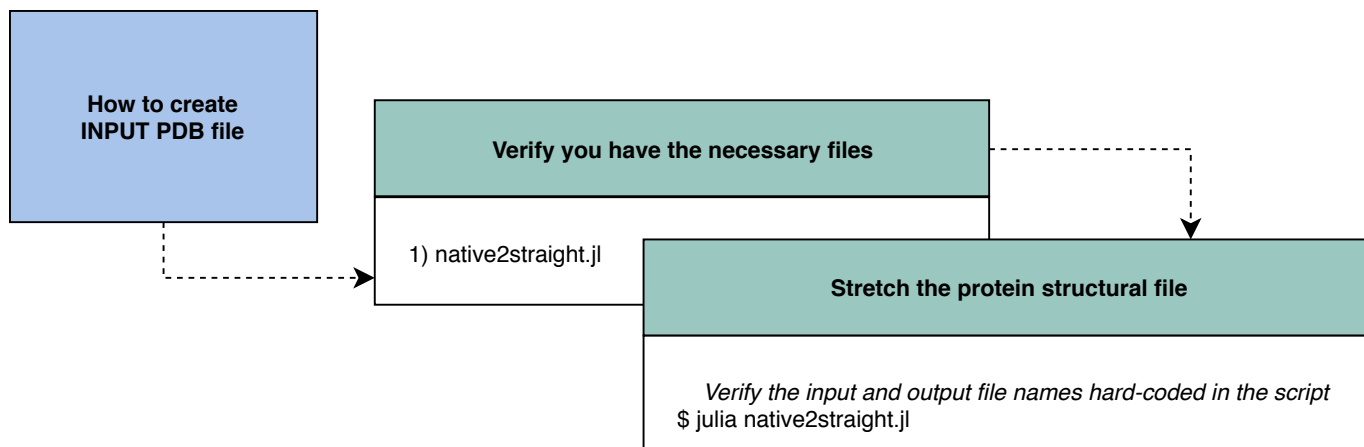 How to create
INPUT PDB file
Verify you have the necessary files
1) native2straight.jl
Stretch the protein structural file
Verify the input and output file names hard-coded in the script
$ julia native2straight.jl